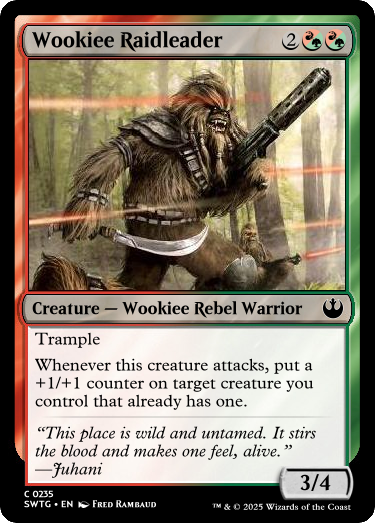 Wookiee Raidleader 2
Creature — Wookiee Rebel Warrior
Trample
Whenever this creature attacks, put a
+1/+1 counter on target creature you
control that already has one.
“This place is wild and untamed. It stirs
the blood and makes one feel, alive.”
—Juhani
3/4
C 0235
SWTG • EN Fred Rambaud
™ & © 2025 Wizards of the Coast